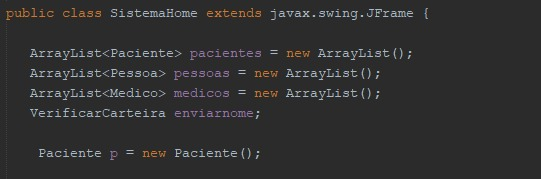 public class SistemaHome extends javax.swing.JFrame {
ArrayList<Paciente> pacientes = new ArrayList();
ArrayList<Pessoa> pessoas = new ArrayList();
ArrayList<Medico> medicos = new ArrayList();
VerificarCarteira enviarnome;
Paciente p = new Paciente();